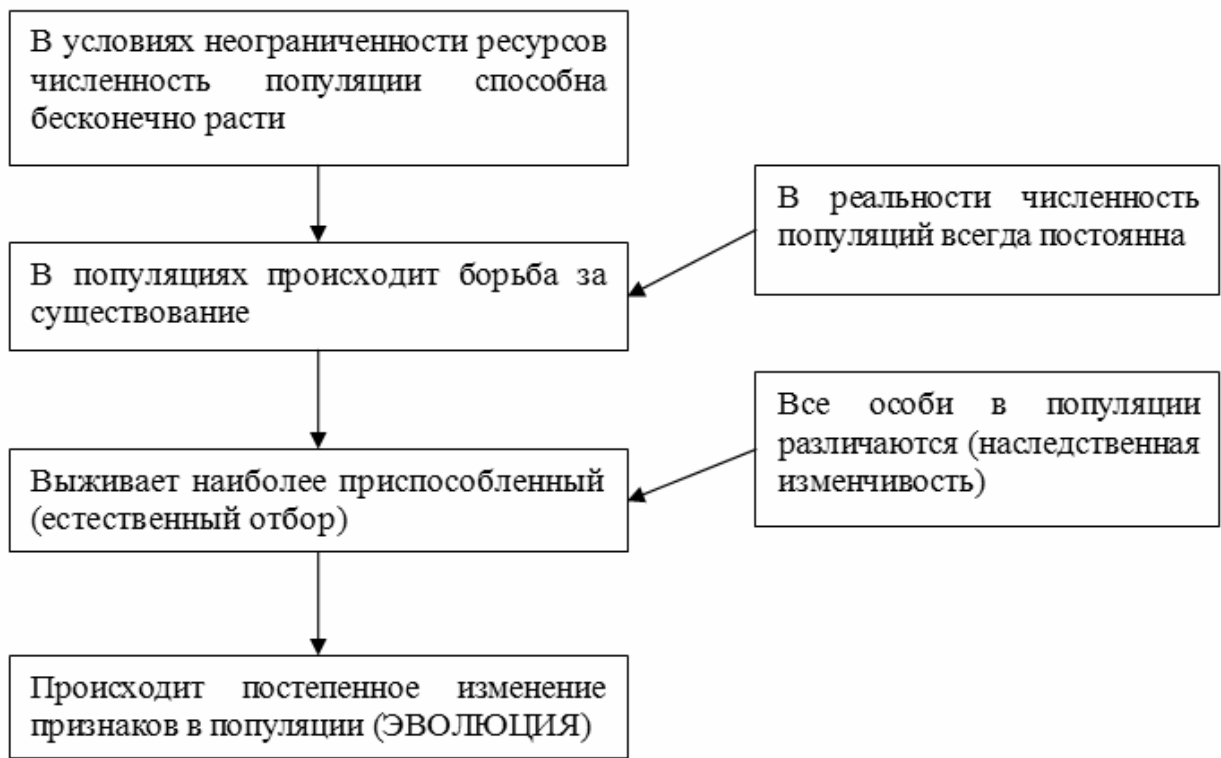 В условиях неограниченности ресурсов
численность популяции способна
бесконечно расти
В реальности численность
популяций всегда постоянна
В популяциях происходит борьба за
существование
Все особи в популяции
различаются (наследственная
изменчивость)
Выживает наиболее приспособленный
(естественный отбор)
Происходит постепенное изменение
признаков в популяции (ЭВОЛЮЦИЯ)